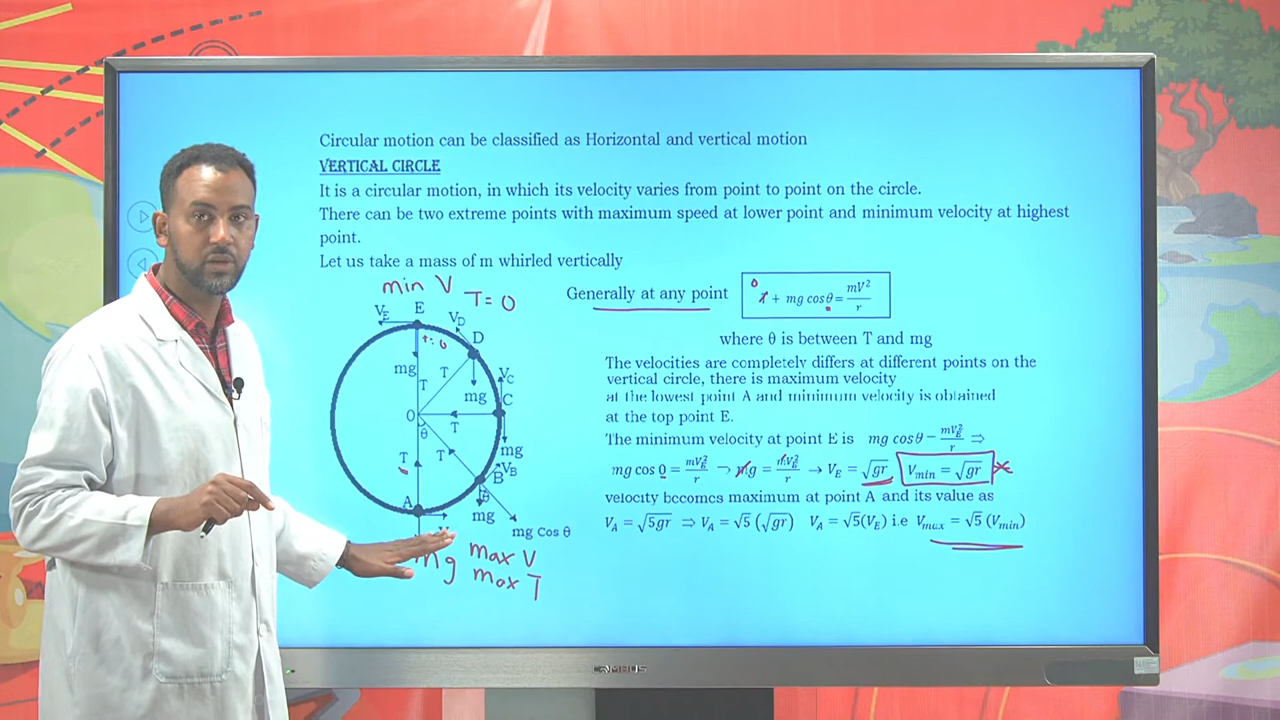 Circular motion can be classified as Horizontal and vertical motion
VERTICAL CIRCLE
It is a circular motion, in which its velocity varies from point to point on the circle.
There can be two extreme points with maximum speed at lower point and minimum velocity at highest
point.
Let us take a mass of m whirled vertically
min V
T = 0
V_E E V_D D
t=0
mg T T mg V_C C
O T
θ
T T mg
V_B B
A θ
mg
mg Cos θ
mg max V
max T
Generally at any point
0
T + mg cosθ = mV²/r
where θ is between T and mg
The velocities are completely differs at different points on the
vertical circle, there is maximum velocity
at the lowest point A and minimum velocity is obtained
at the top point E.
The minimum velocity at point E is mg cosθ − mV_E²/r ⇒
mg cos 0 = mV_E²/r → mg = mV_E²/r → V_E = √gr V_min = √gr
velocity becomes maximum at point A and its value as
V_A = √5gr ⇒ V_A = √5 (√gr) V_A = √5(V_E) i.e V_max = √5 (V_min)